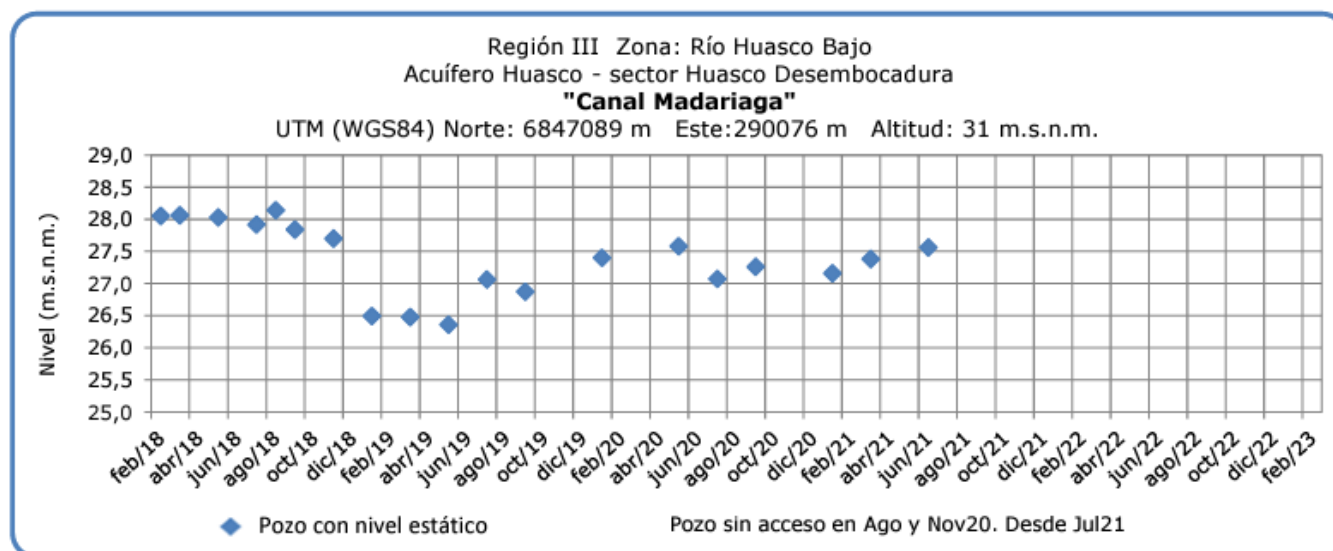 Región III Zona: Río Huasco Bajo
Acuífero Huasco - sector Huasco Desembocadura
"Canal Madariaga"
UTM (WGS84) Norte: 6847089 m Este:290076 m Altitud: 31 m.s.n.m.
Nivel (m.s.n.m.)
29,0
28,5
28,0
27,5
27,0
26,5
26,0
25,5
25,0
feb/18
abr/18
jun/18
ago/18
oct/18
dic/18
feb/19
abr/19
jun/19
ago/19
oct/19
dic/19
feb/20
abr/20
jun/20
ago/20
oct/20
dic/20
feb/21
abr/21
jun/21
ago/21
oct/21
dic/21
feb/22
abr/22
jun/22
ago/22
oct/22
dic/22
feb/23
Pozo con nivel estático
Pozo sin acceso en Ago y Nov20. Desde Jul21